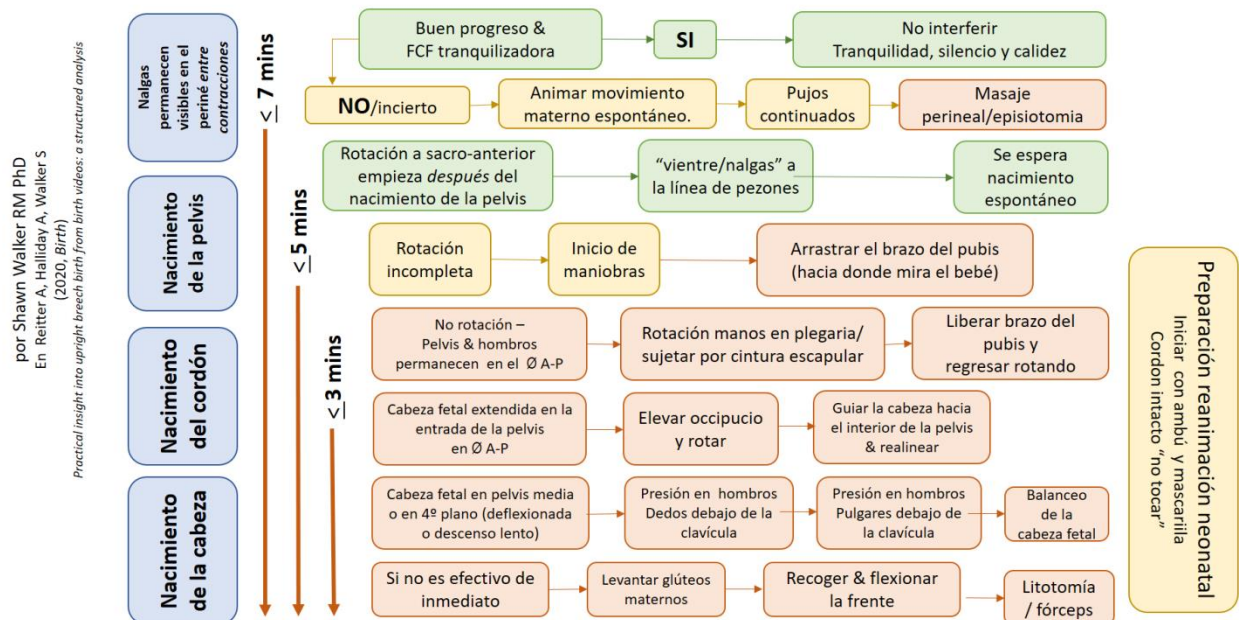 por Shawn Walker RM PhD
En Reitter A, Halliday A, Walker S
(2020, Birth)
Practical insight into upright breech birth from birth videos: a structured analysis
Nalgas
permanecen
visibles en el
periné entre
contracciones
Nacimiento
de la pelvis
Nacimiento
del cordón
Nacimiento
de la cabeza
≤ 7 mins
≤ 5 mins
≤ 3 mins
Buen progreso &
FCF tranquilizadora
SI
No interferir
Tranquilidad, silencio y calidez
NO/incierto
Animar movimiento
materno espontáneo.
Pujos
continuados
Masaje
perineal/episiotomia
Rotación a sacro-anterior
empieza después del
nacimiento de la pelvis
“vientre/nalgas” a
la línea de pezones
Se espera
nacimiento
espontáneo
Rotación
incompleta
Inicio de
maniobras
Arrastrar el brazo del pubis
(hacia donde mira el bebé)
No rotación –
Pelvis & hombros
permanecen en el Ø A-P
Rotación manos en plegaria/
sujetar por cintura escapular
Liberar brazo del
pubis y
regresar rotando
Cabeza fetal extendida en la
entrada de la pelvis
en Ø A-P
Elevar occipucio
y rotar
Guiar la cabeza hacia
el interior de la pelvis
& realinear
Cabeza fetal en pelvis media
o en 4º plano (deflexionada
o descenso lento)
Presión en hombros
Dedos debajo de la
clavícula
Presión en hombros
Pulgares debajo de
la clavícula
Balanceo
de la
cabeza fetal
Si no es efectivo de
inmediato
Levantar glúteos
maternos
Recoger & flexionar
la frente
Litotomía
/ fórceps
Preparación reanimación neonatal
Iniciar con ambú y mascariila
Cordon intacto “no tocar”